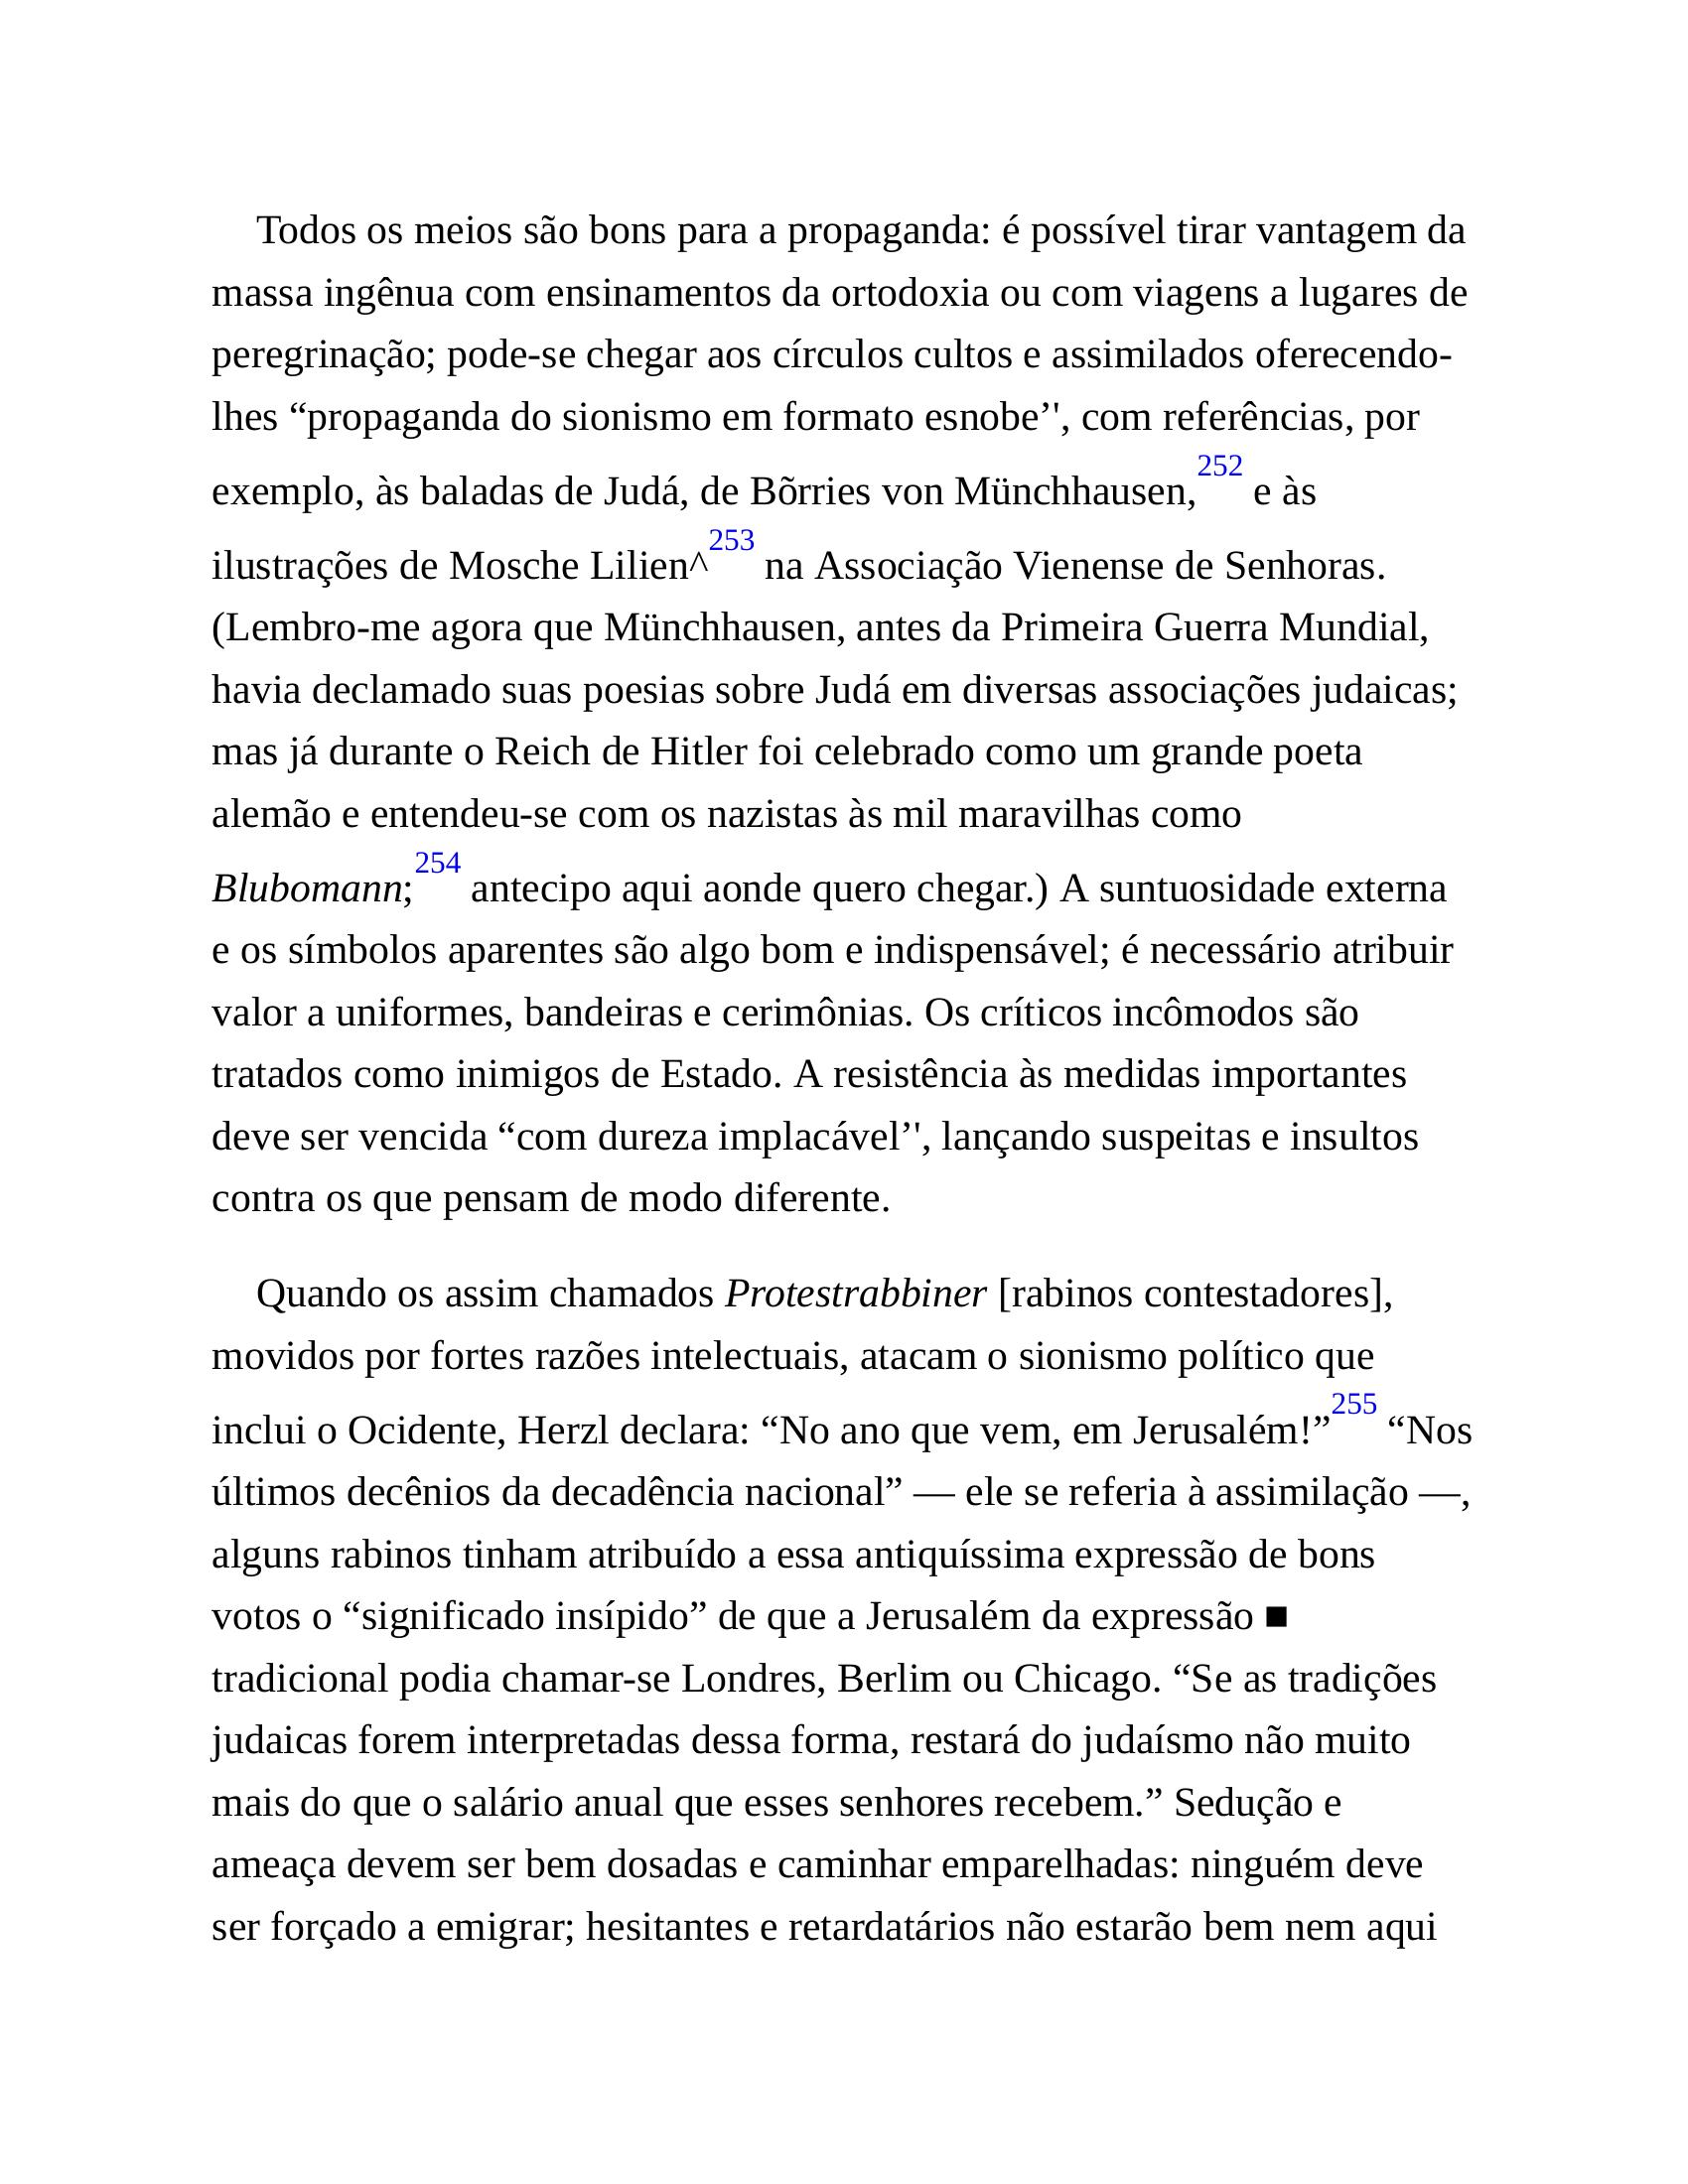 Todos os meios são bons para a propaganda: é possível tirar vantagem da
massa ingênua com ensinamentos da ortodoxia ou com viagens a lugares de
peregrinação; pode-se chegar aos círculos cultos e assimilados oferecendo-
lhes “propaganda do sionismo em formato esnobe’', com referências, por
exemplo, às baladas de Judá, de Bõrries von Münchhausen,252 e às
ilustrações de Mosche Lilien^253 na Associação Vienense de Senhoras.
(Lembro-me agora que Münchhausen, antes da Primeira Guerra Mundial,
havia declamado suas poesias sobre Judá em diversas associações judaicas;
mas já durante o Reich de Hitler foi celebrado como um grande poeta
alemão e entendeu-se com os nazistas às mil maravilhas como
Blubomann;254 antecipo aqui aonde quero chegar.) A suntuosidade externa
e os símbolos aparentes são algo bom e indispensável; é necessário atribuir
valor a uniformes, bandeiras e cerimônias. Os críticos incômodos são
tratados como inimigos de Estado. A resistência às medidas importantes
deve ser vencida “com dureza implacável’', lançando suspeitas e insultos
contra os que pensam de modo diferente.
Quando os assim chamados Protestrabbiner [rabinos contestadores],
movidos por fortes razões intelectuais, atacam o sionismo político que
inclui o Ocidente, Herzl declara: “No ano que vem, em Jerusalém!”255 “Nos
últimos decênios da decadência nacional” — ele se referia à assimilação —,
alguns rabinos tinham atribuído a essa antiquíssima expressão de bons
votos o “significado insípido” de que a Jerusalém da expressão ■
tradicional podia chamar-se Londres, Berlim ou Chicago. “Se as tradições
judaicas forem interpretadas dessa forma, restará do judaísmo não muito
mais do que o salário anual que esses senhores recebem.” Sedução e
ameaça devem ser bem dosadas e caminhar emparelhadas: ninguém deve
ser forçado a emigrar; hesitantes e retardatários não estarão bem nem aqui